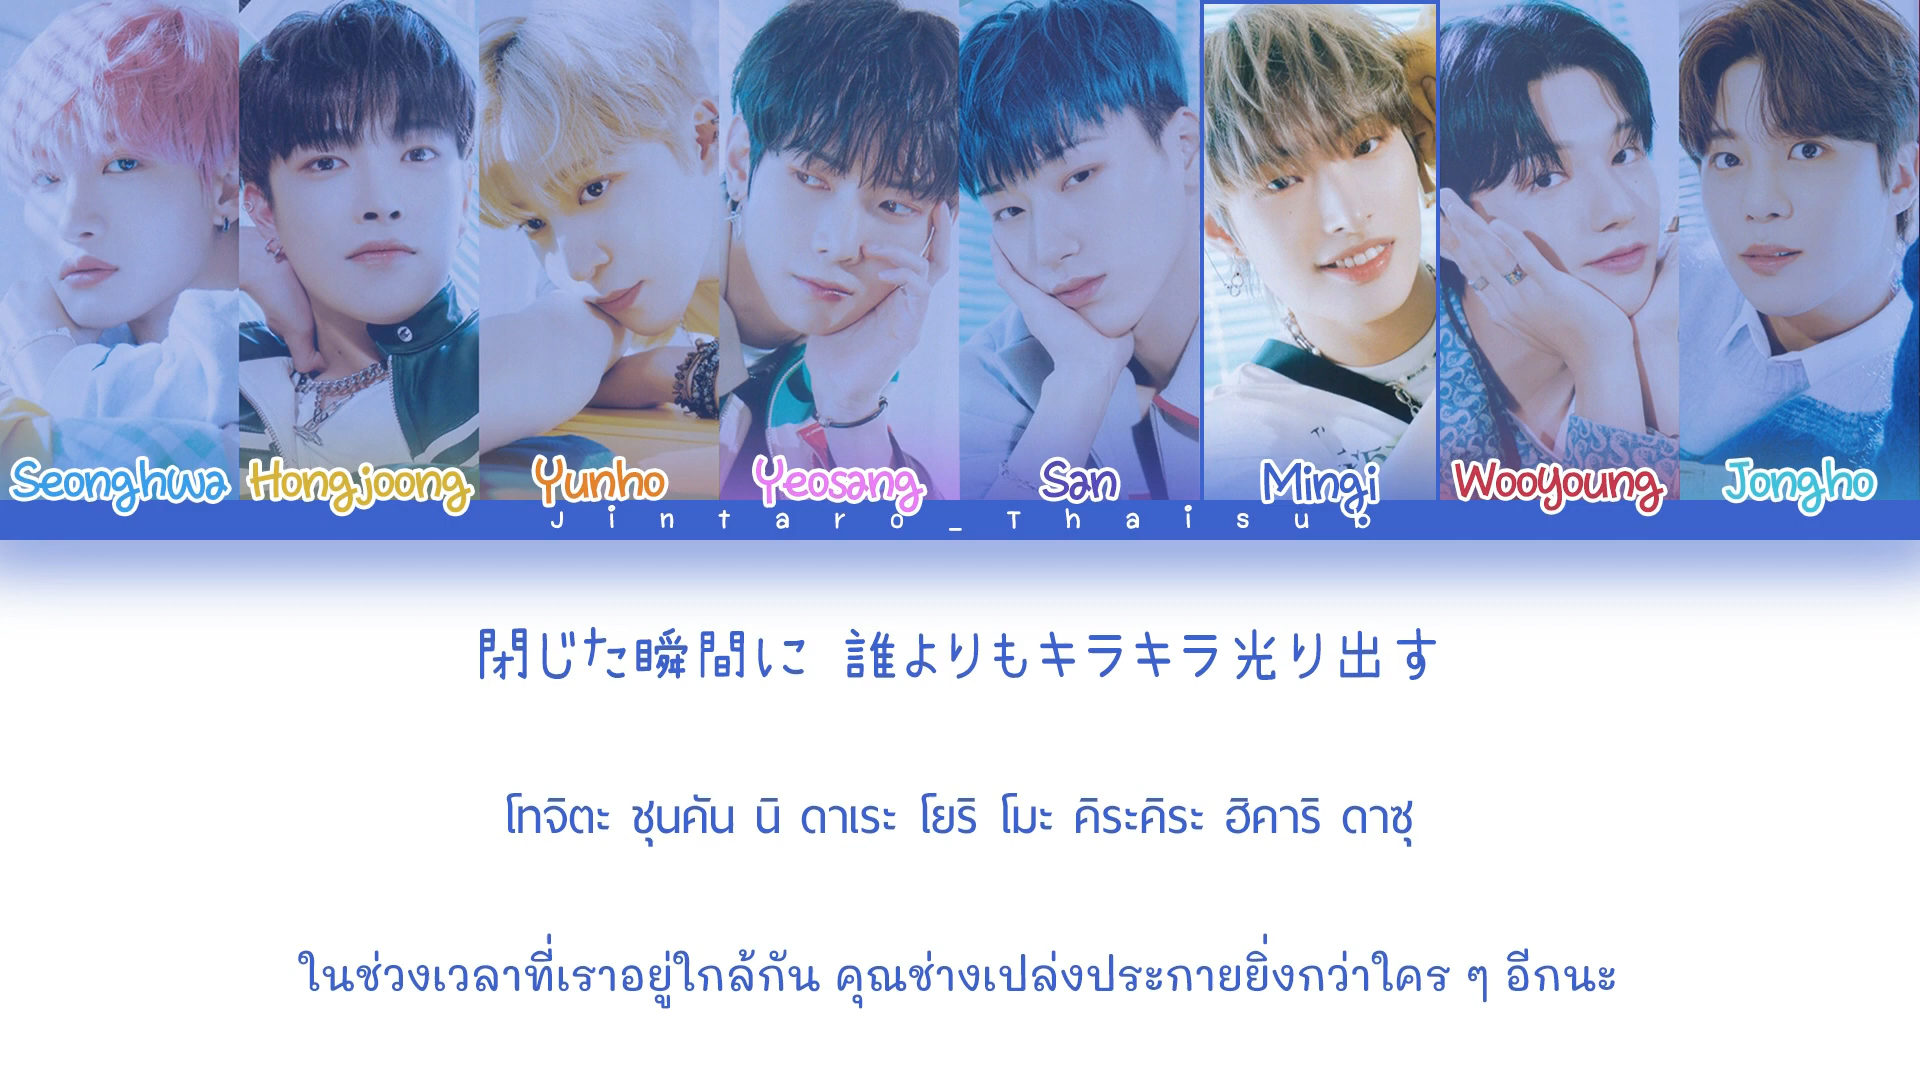 Seonghwa Hongjoong Yunho Yeosang San Mingi Wooyoung Jongho
Jintaro_Thaisub
閉じた瞬間に 誰よりもキラキラ光り出す
โทจิตะ ชุนคัน นิ ดาเระ โยริ โมะ คิระคิระ ฮิคาริ ดาซุ
ในช่วงเวลาที่เราอยู่ใกล้กัน คุณช่างเปล่งประกายยิ่งกว่าใคร ๆ อีกนะ